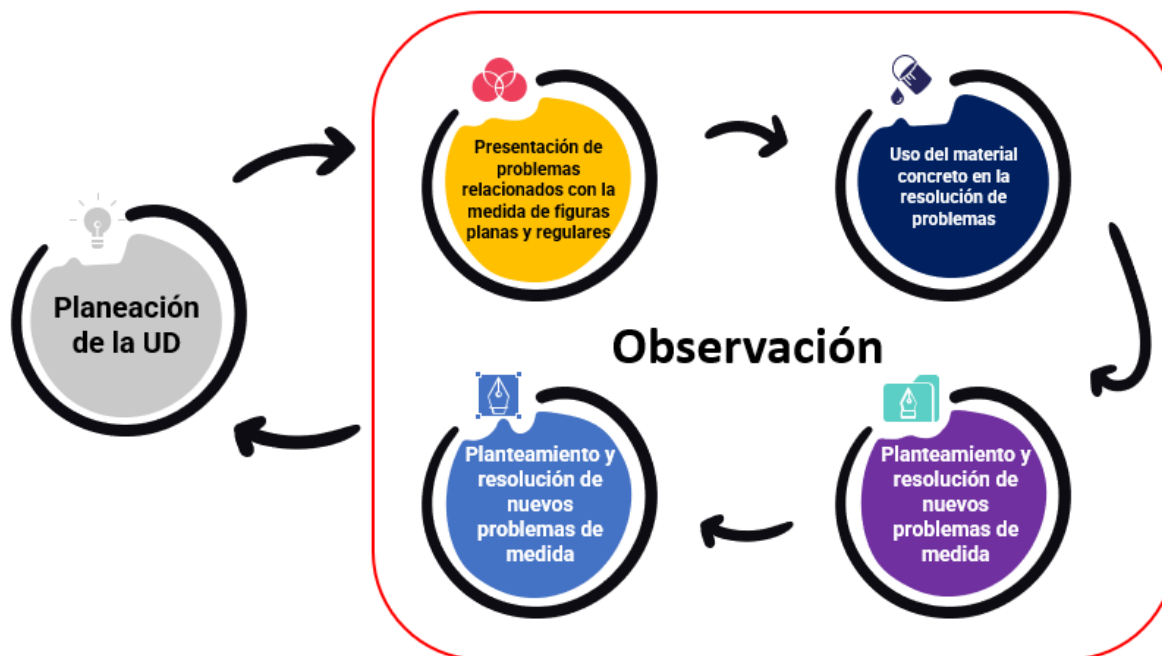 Planeación
de la UD
Presentación de
problemas
relacionados con la
medida de figuras
planas y regulares
Uso del material
concreto en la
resolución de
problemas
Observación
Planteamiento y
resolución de
nuevos
problemas de
medida
Planteamiento y
resolución de
nuevos
problemas de
medida